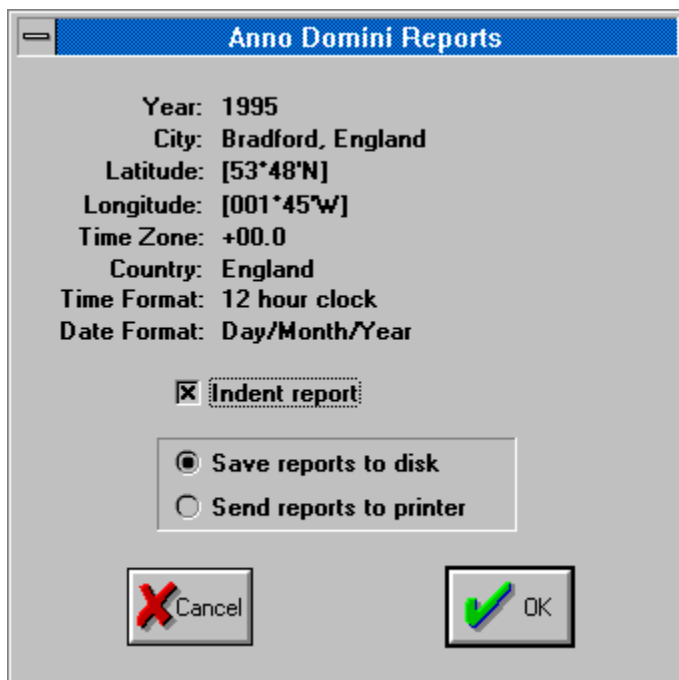 Anno Domini Reports
Year: 1995
City: Bradford, England
Latitude: [53*48'N]
Longitude: [001*45'W]
Time Zone: +00.0
Country: England
Time Format: 12 hour clock
Date Format: Day/Month/Year
Indent report
Save reports to disk
Send reports to printer
Cancel OK